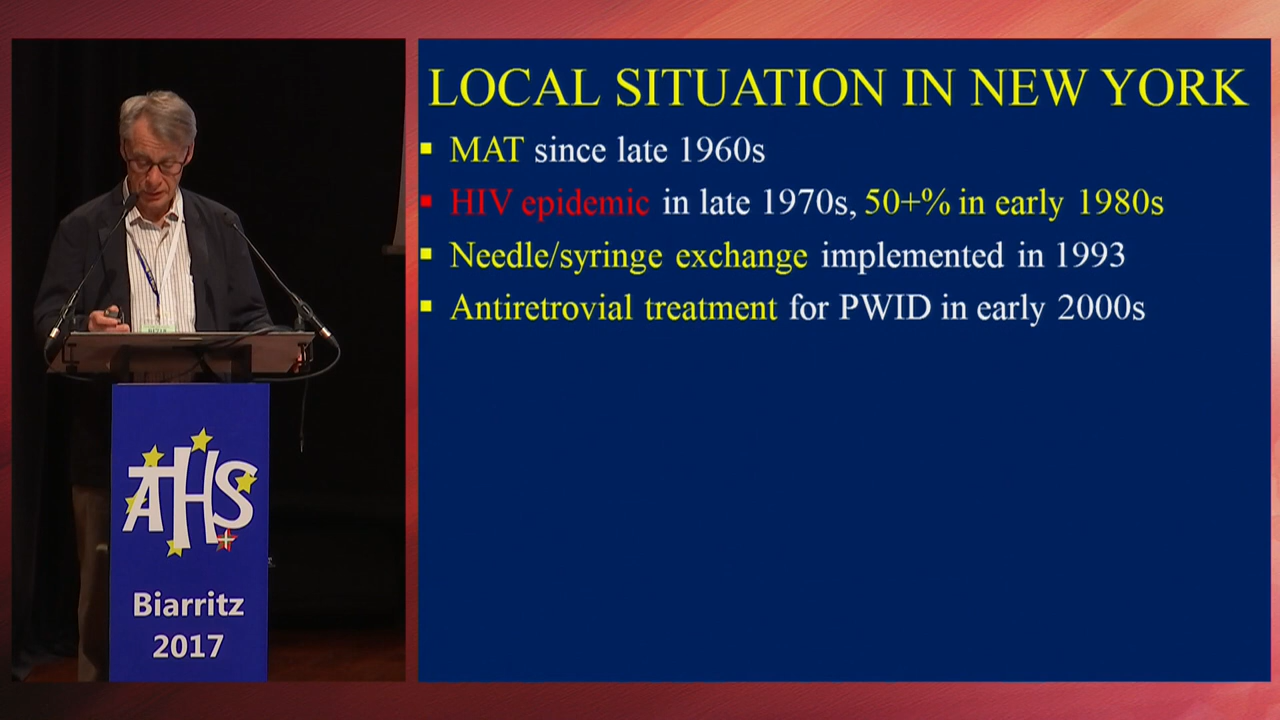 LOCAL SITUATION IN NEW YORK
MAT since late 1960s
HIV epidemic in late 1970s, 50+% in early 1980s
Needle/syringe exchange implemented in 1993
Antiretrovial treatment for PWID in early 2000s
AHS
Biarritz
2017